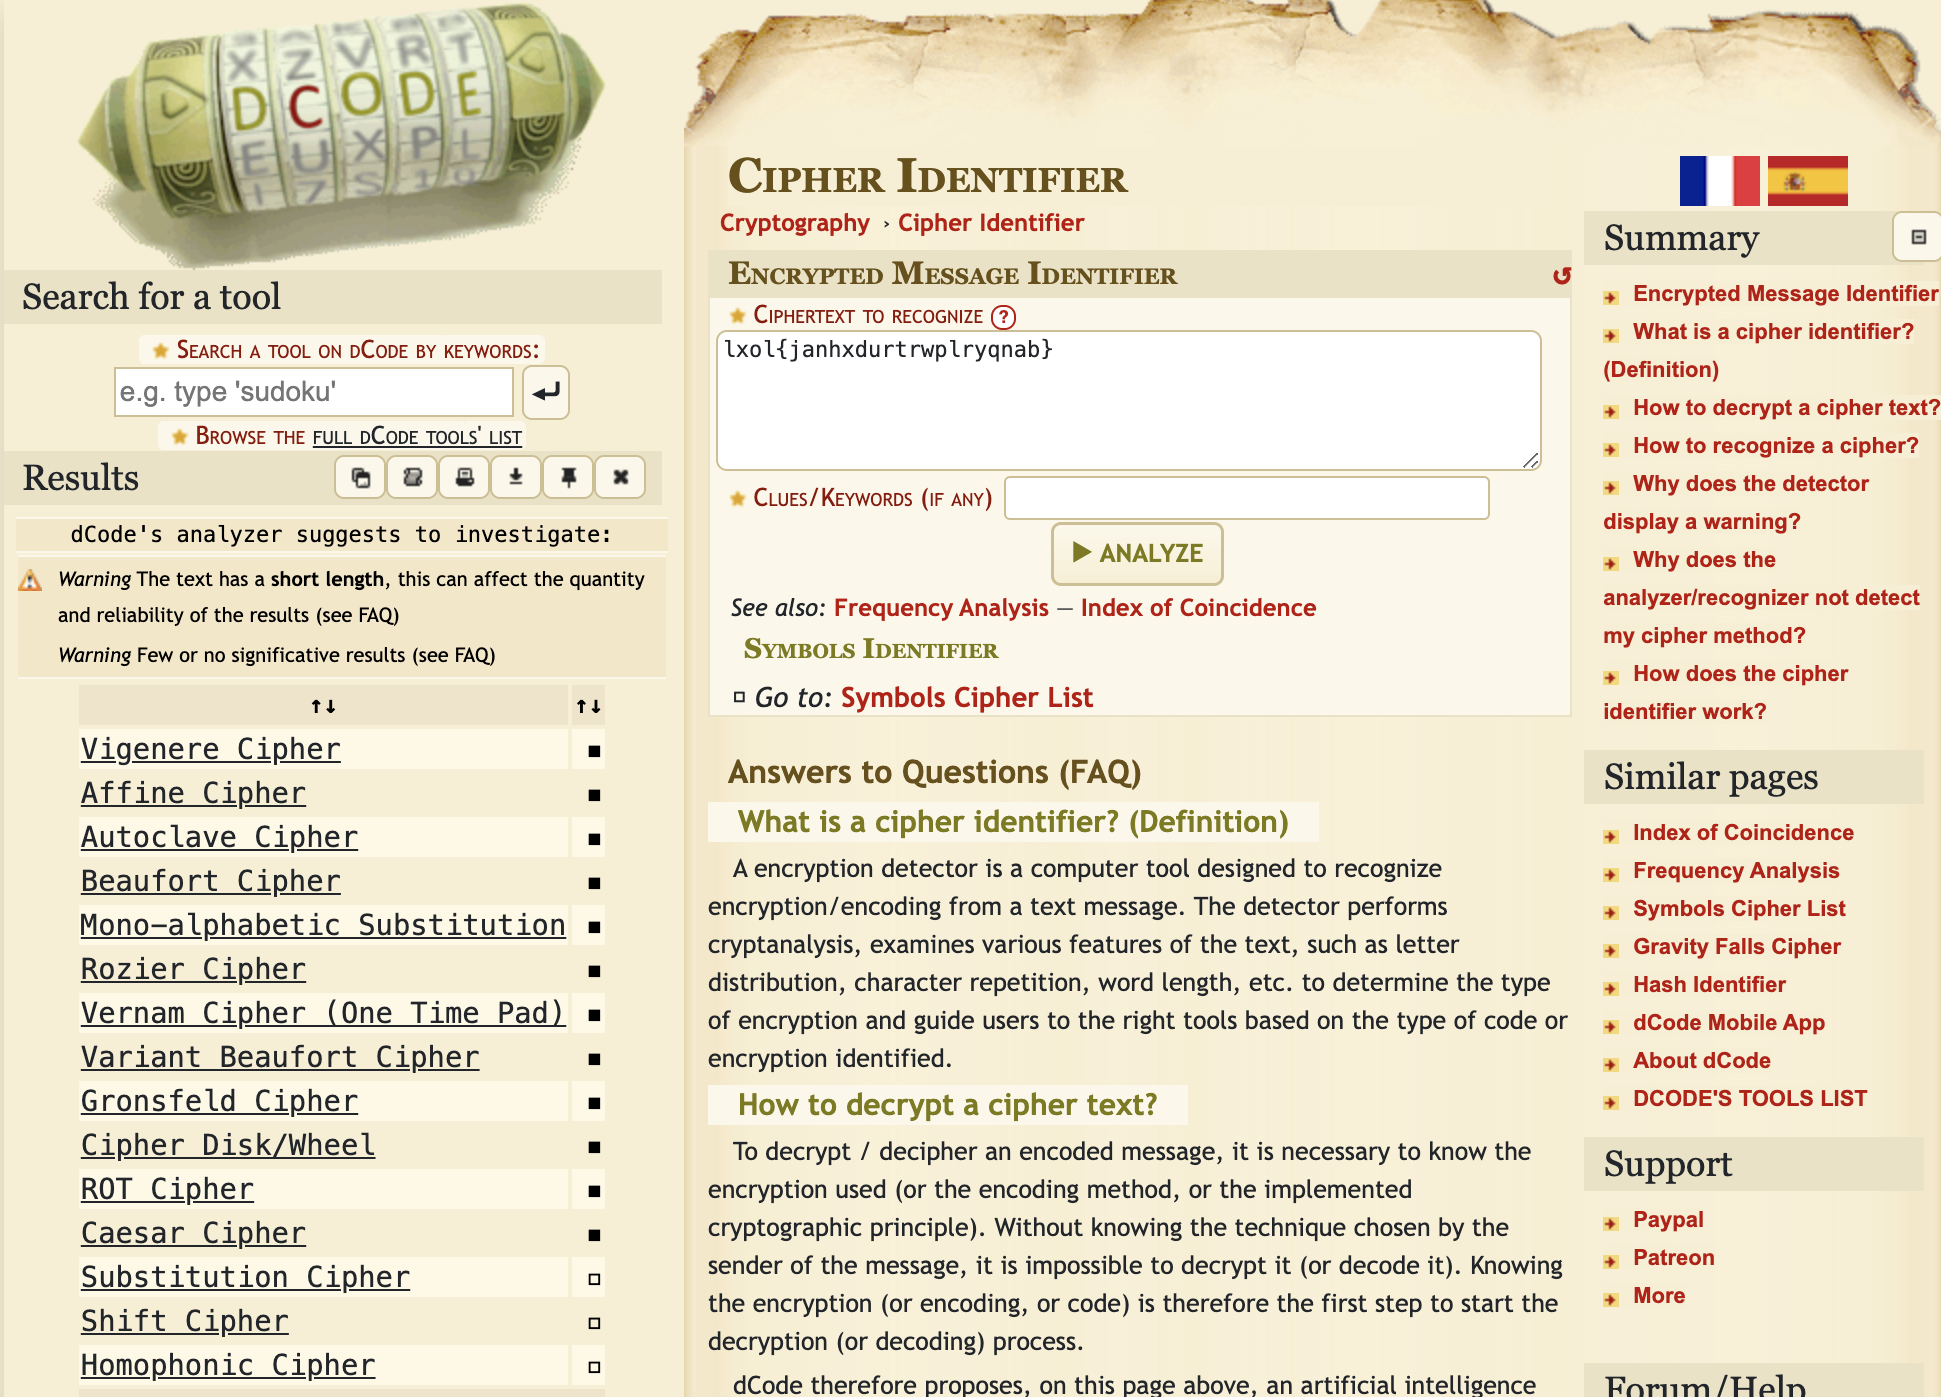 X Z V R T
D C O D E
E U X P L
Search for a tool
Search a tool on dCode by keywords:
e.g. type 'sudoku'
Browse the full dCode tools' list
Results
dCode's analyzer suggests to investigate:
Warning The text has a short length, this can affect the quantity
and reliability of the results (see FAQ)
Warning Few or no significative results (see FAQ)
↑↓ ↑↓
Vigenere Cipher ■
Affine Cipher ■
Autoclave Cipher ■
Beaufort Cipher ■
Mono-alphabetic Substitution ■
Rozier Cipher ■
Vernam Cipher (One Time Pad) ■
Variant Beaufort Cipher ■
Gronsfeld Cipher ■
Cipher Disk/Wheel ■
ROT Cipher ■
Caesar Cipher ■
Substitution Cipher □
Shift Cipher □
Homophonic Cipher □
Cipher Identifier
Cryptography › Cipher Identifier
Encrypted Message Identifier
Ciphertext to recognize ?
lxol{janhxdurtrwplryqnab}
Clues/Keywords (if any)
▶ ANALYZE
See also: Frequency Analysis — Index of Coincidence
Symbols Identifier
Go to: Symbols Cipher List
Answers to Questions (FAQ)
What is a cipher identifier? (Definition)
A encryption detector is a computer tool designed to recognize
encryption/encoding from a text message. The detector performs
cryptanalysis, examines various features of the text, such as letter
distribution, character repetition, word length, etc. to determine the type
of encryption and guide users to the right tools based on the type of code or
encryption identified.
How to decrypt a cipher text?
To decrypt / decipher an encoded message, it is necessary to know the
encryption used (or the encoding method, or the implemented
cryptographic principle). Without knowing the technique chosen by the
sender of the message, it is impossible to decrypt it (or decode it). Knowing
the encryption (or encoding, or code) is therefore the first step to start the
decryption (or decoding) process.
dCode therefore proposes, on this page above, an artificial intelligence
Summary
Encrypted Message Identifier
What is a cipher identifier?
(Definition)
How to decrypt a cipher text?
How to recognize a cipher?
Why does the detector
display a warning?
Why does the
analyzer/recognizer not detect
my cipher method?
How does the cipher
identifier work?
Similar pages
Index of Coincidence
Frequency Analysis
Symbols Cipher List
Gravity Falls Cipher
Hash Identifier
dCode Mobile App
About dCode
DCODE'S TOOLS LIST
Support
Paypal
Patreon
More
Forum/Help